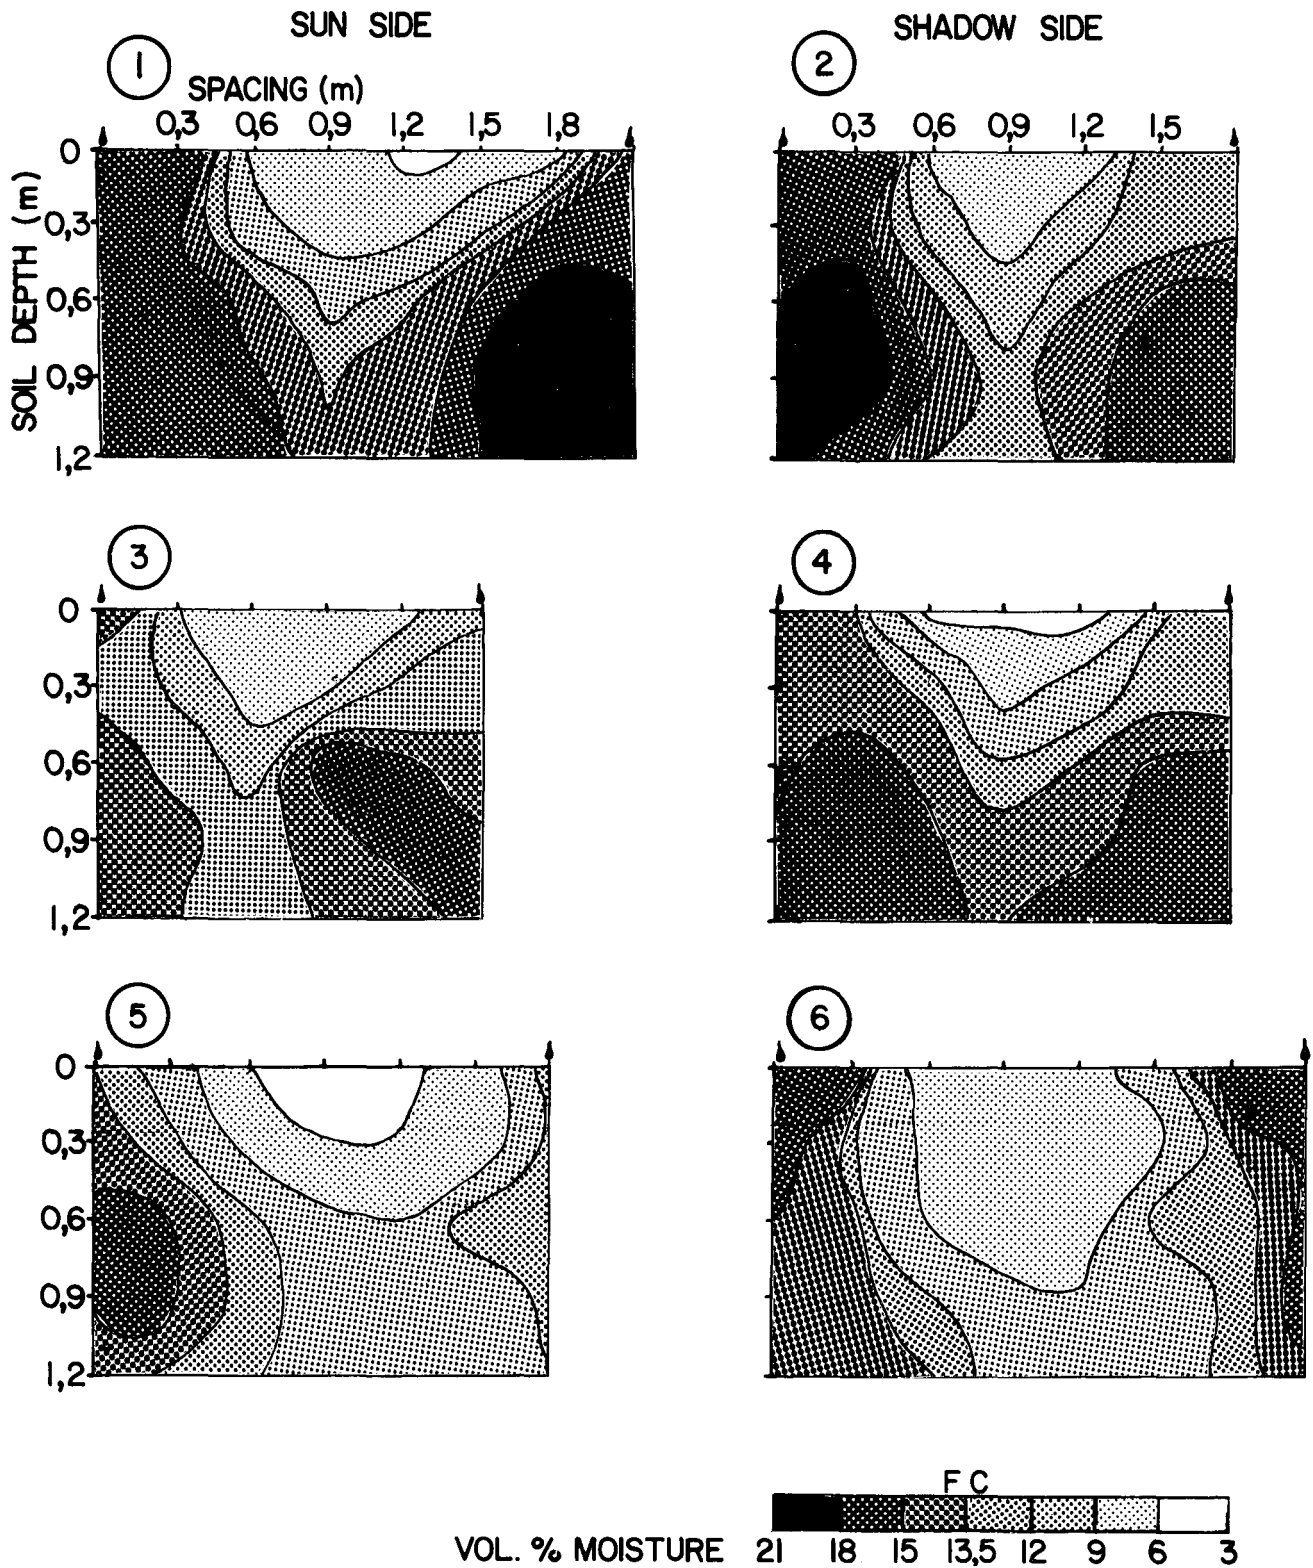 SUN SIDE
SHADOW SIDE
1
2
SPACING (m)
0,3 0,6 0,9 1,2 1,5 1,8
0,3 0,6 0,9 1,2 1,5
SOIL DEPTH (m)
0
0,3
0,6
0,9
1,2
3
4
0
0,3
0,6
0,9
1,2
5
6
0
0,3
0,6
0,9
1,2
F C
VOL. % MOISTURE 21 18 15 13,5 12 9 6 3